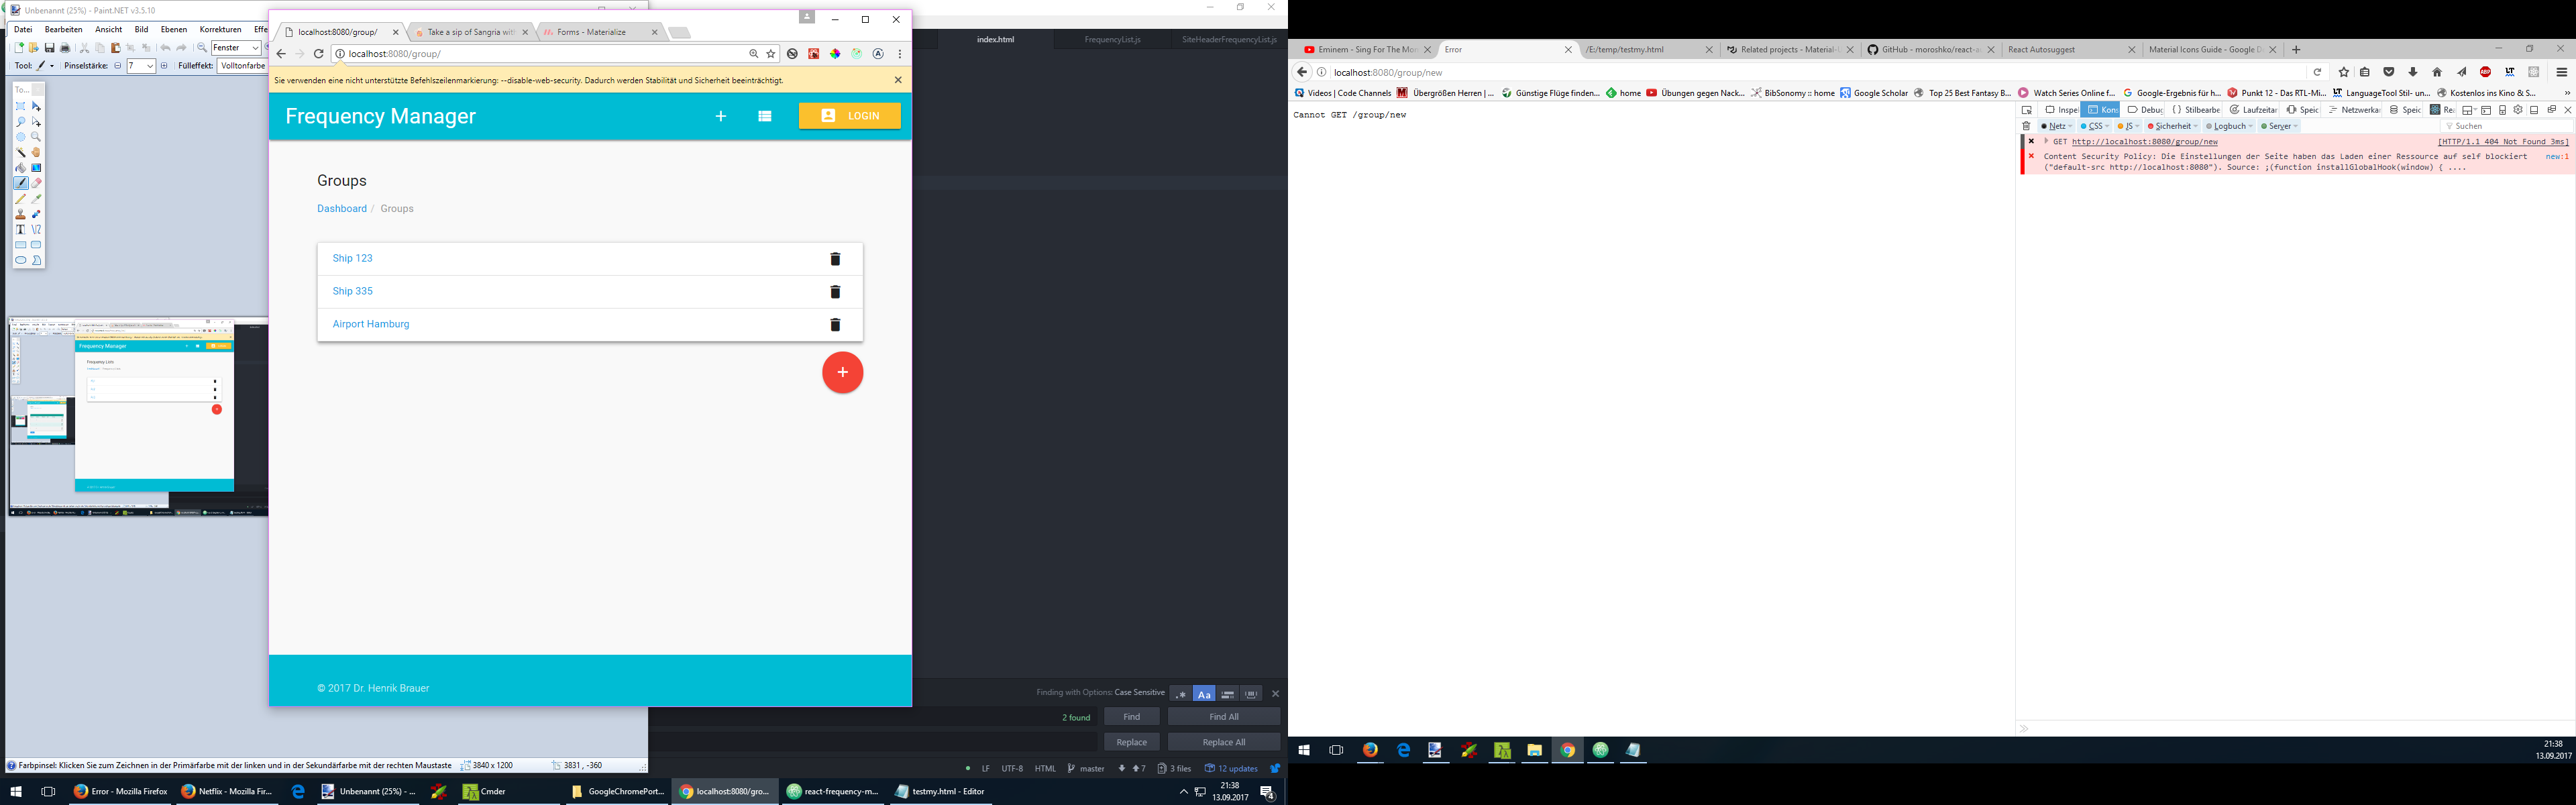 Unbenannt (25%) - Paint.NET v3.5.10
Datei Bearbeiten Ansicht Bild Ebenen Korrekturen Effe
Fenster
Tool: Pinselstärke: 7 Fülleffekt: Volltonfarbe
To...
localhost:8080/group/
Take a sip of Sangria with
Forms - Materialize
localhost:8080/group/
Sie verwenden eine nicht unterstützte Befehlszeilenmarkierung: --disable-web-security. Dadurch werden Stabilität und Sicherheit beeinträchtigt.
Frequency Manager
LOGIN
Groups
Dashboard / Groups
Ship 123
Ship 335
Airport Hamburg
© 2017 Dr. Henrik Brauer
Farbpinsel: Klicken Sie zum Zeichnen in der Primärfarbe mit der linken und in der Sekundärfarbe mit der rechten Maustaste
3840 x 1200
3831 , -360
index.html
FrequencyList.js
SiteHeaderFrequencyList.js
Finding with Options: Case Sensitive
.* Aa
2 found
Find
Find All
Replace
Replace All
LF UTF-8 HTML master 7 3 files 12 updates
Error - Mozilla Firefox
Netflix - Mozilla Fir...
Unbenannt (25%) - ...
Cmder
GoogleChromePort...
localhost:8080/gro...
react-frequency-m...
testmy.html - Editor
21:38
13.09.2017
4
Eminem - Sing For The Mo
Error
/E:/temp/testmy.html
Related projects - Material-
GitHub - moroshko/react-a
React Autosuggest
Material Icons Guide - Google D
localhost:8080/group/new
ABP
LT
Videos | Code Channels
Übergrößen Herren | ...
Günstige Flüge finden...
home
Übungen gegen Nack...
BibSonomy :: home
Google Scholar
Top 25 Best Fantasy B...
Watch Series Online f...
Google-Ergebnis für h...
Punkt 12 - Das RTL-Mi...
LanguageTool Stil- un...
Kostenlos ins Kino & S...
Cannot GET /group/new
Inspe
Kons
Debug
Stilbearbe
Laufzeitar
Speic
Netzwerka
Speic
Re
Netz CSS JS Sicherheit Logbuch Server
Suchen
GET http://localhost:8080/group/new
[HTTP/1.1 404 Not Found 3ms]
Content Security Policy: Die Einstellungen der Seite haben das Laden einer Ressource auf self blockiert
new:1
("default-src http://localhost:8080"). Source: ;(function installGlobalHook(window) { ....
21:38
13.09.2017